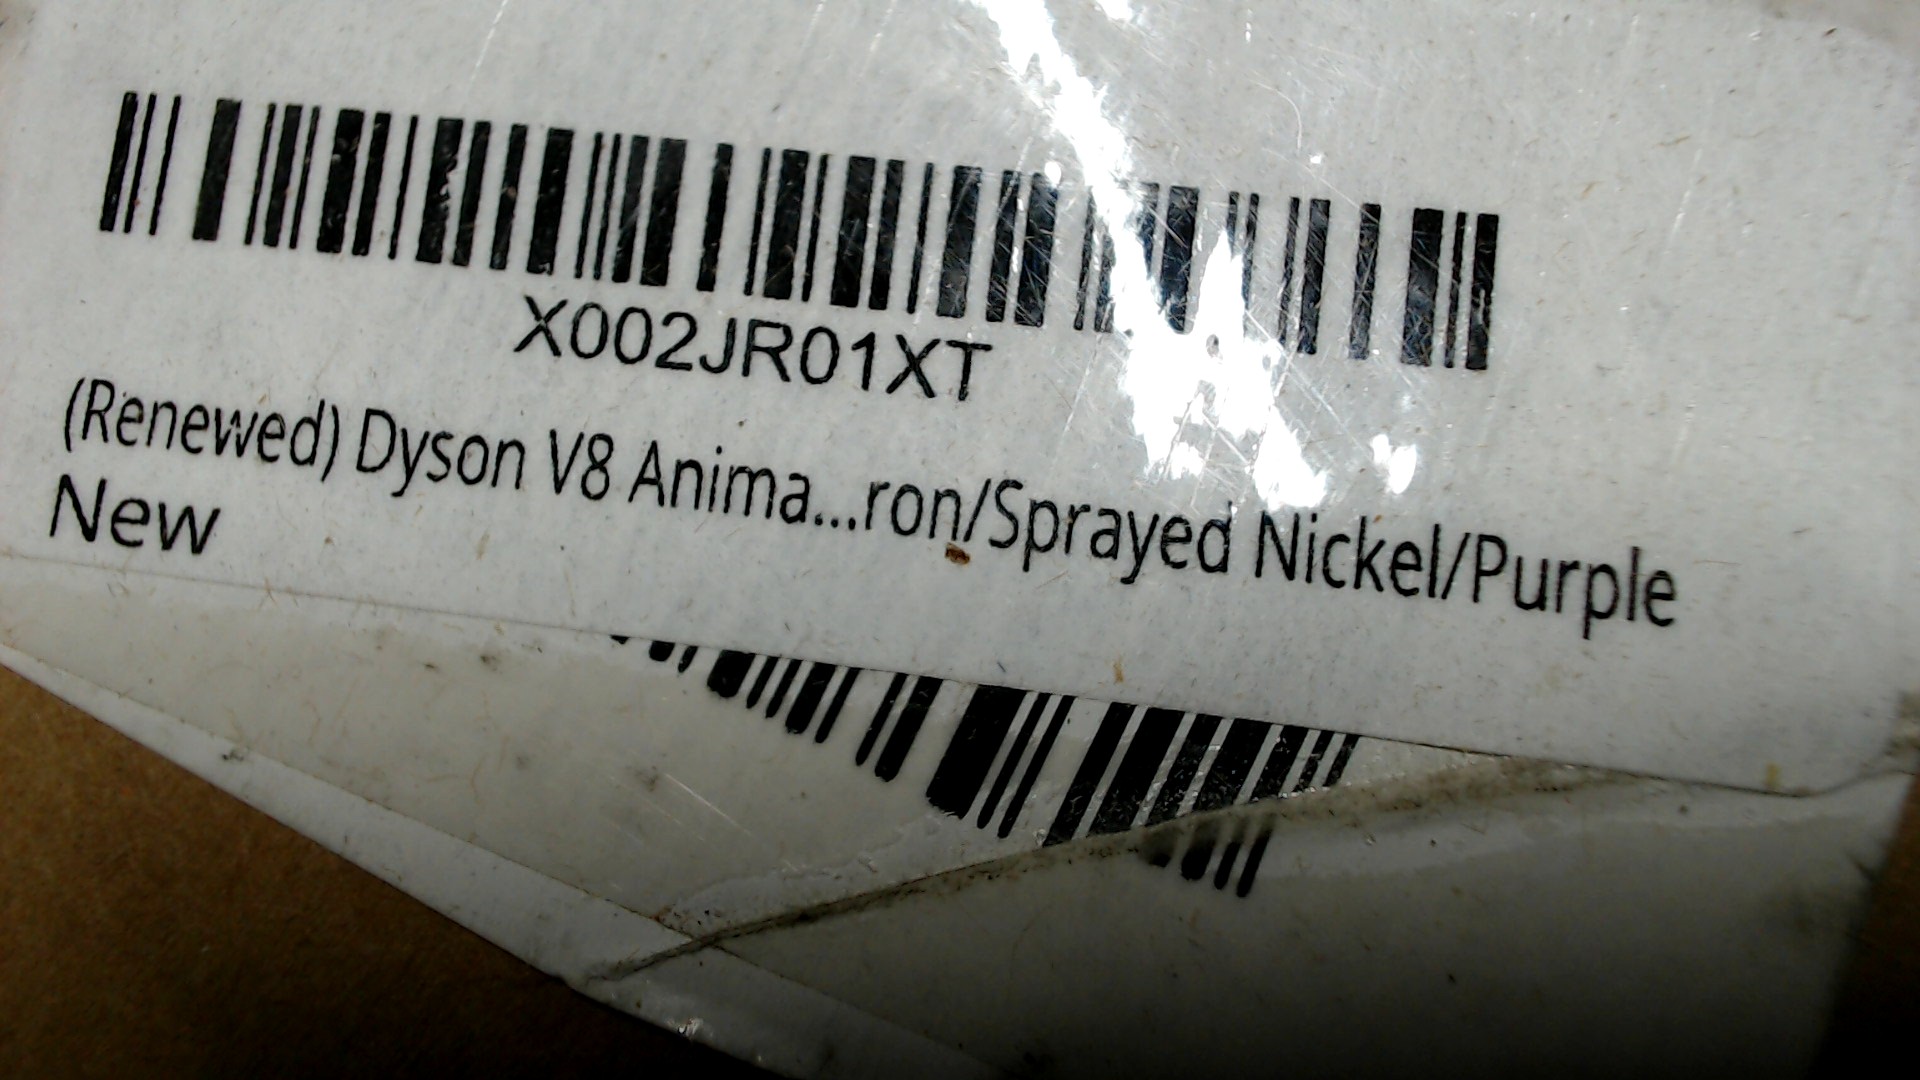 X002JR01XT
(Renewed) Dyson V8 Anima...ron/Sprayed Nickel/Purple
New